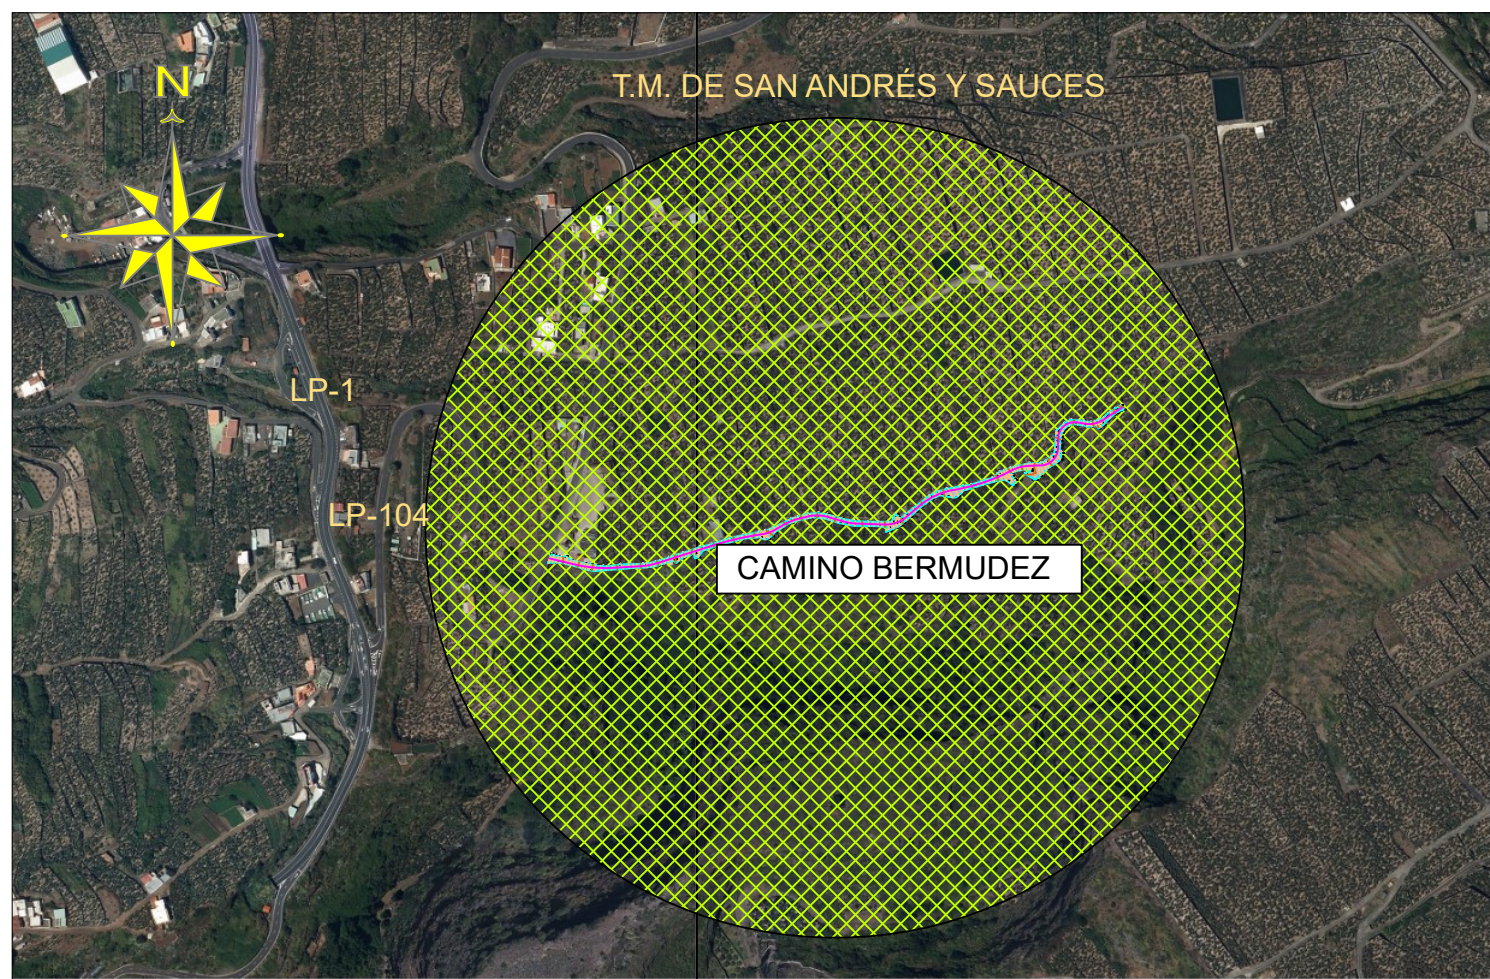 N
T.M. DE SAN ANDRÉS Y SAUCES
LP-1
LP-104
CAMINO BERMUDEZ